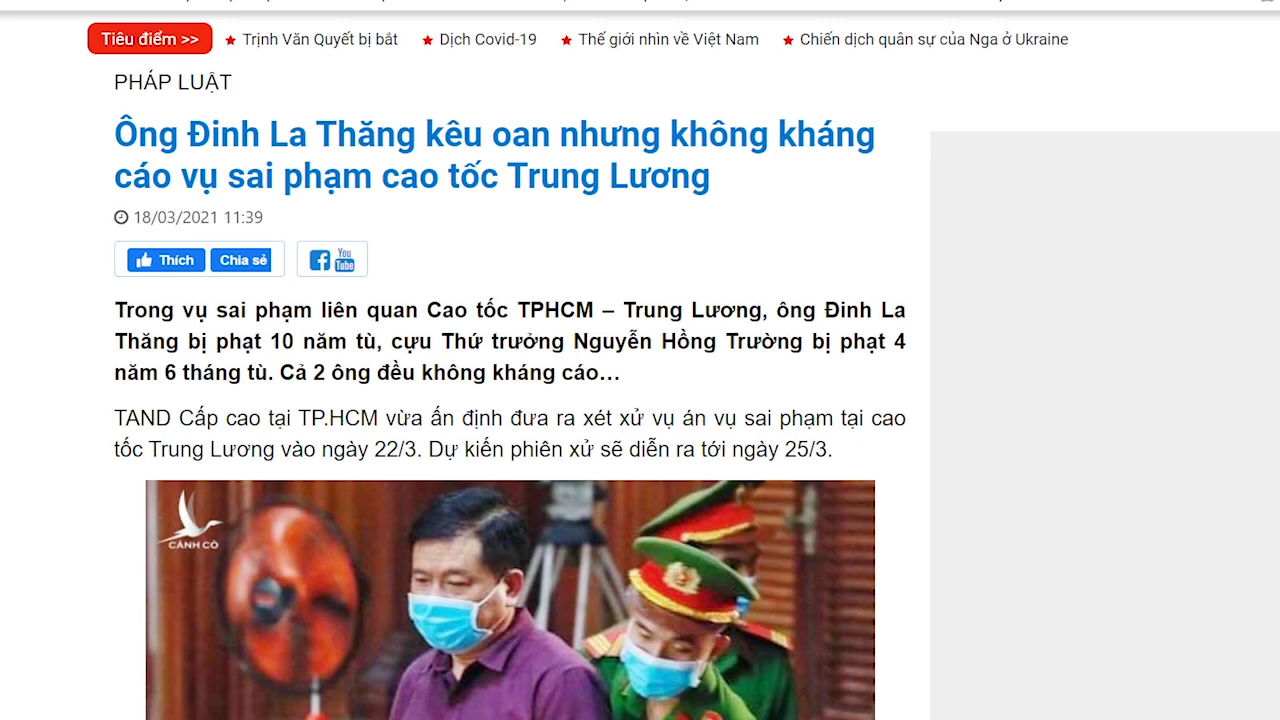 Tiêu điểm >> ★ Trịnh Văn Quyết bị bắt ★ Dịch Covid-19 ★ Thế giới nhìn về Việt Nam ★ Chiến dịch quân sự của Nga ở Ukraine
PHÁP LUẬT
Ông Đinh La Thăng kêu oan nhưng không kháng
cáo vụ sai phạm cao tốc Trung Lương
18/03/2021 11:39
Thích Chia sẻ You Tube
Trong vụ sai phạm liên quan Cao tốc TPHCM – Trung Lương, ông Đinh La
Thăng bị phạt 10 năm tù, cựu Thứ trưởng Nguyễn Hồng Trường bị phạt 4
năm 6 tháng tù. Cả 2 ông đều không kháng cáo…
TAND Cấp cao tại TP.HCM vừa ấn định đưa ra xét xử vụ án vụ sai phạm tại cao
tốc Trung Lương vào ngày 22/3. Dự kiến phiên xử sẽ diễn ra tới ngày 25/3.
CÁNH CÒ